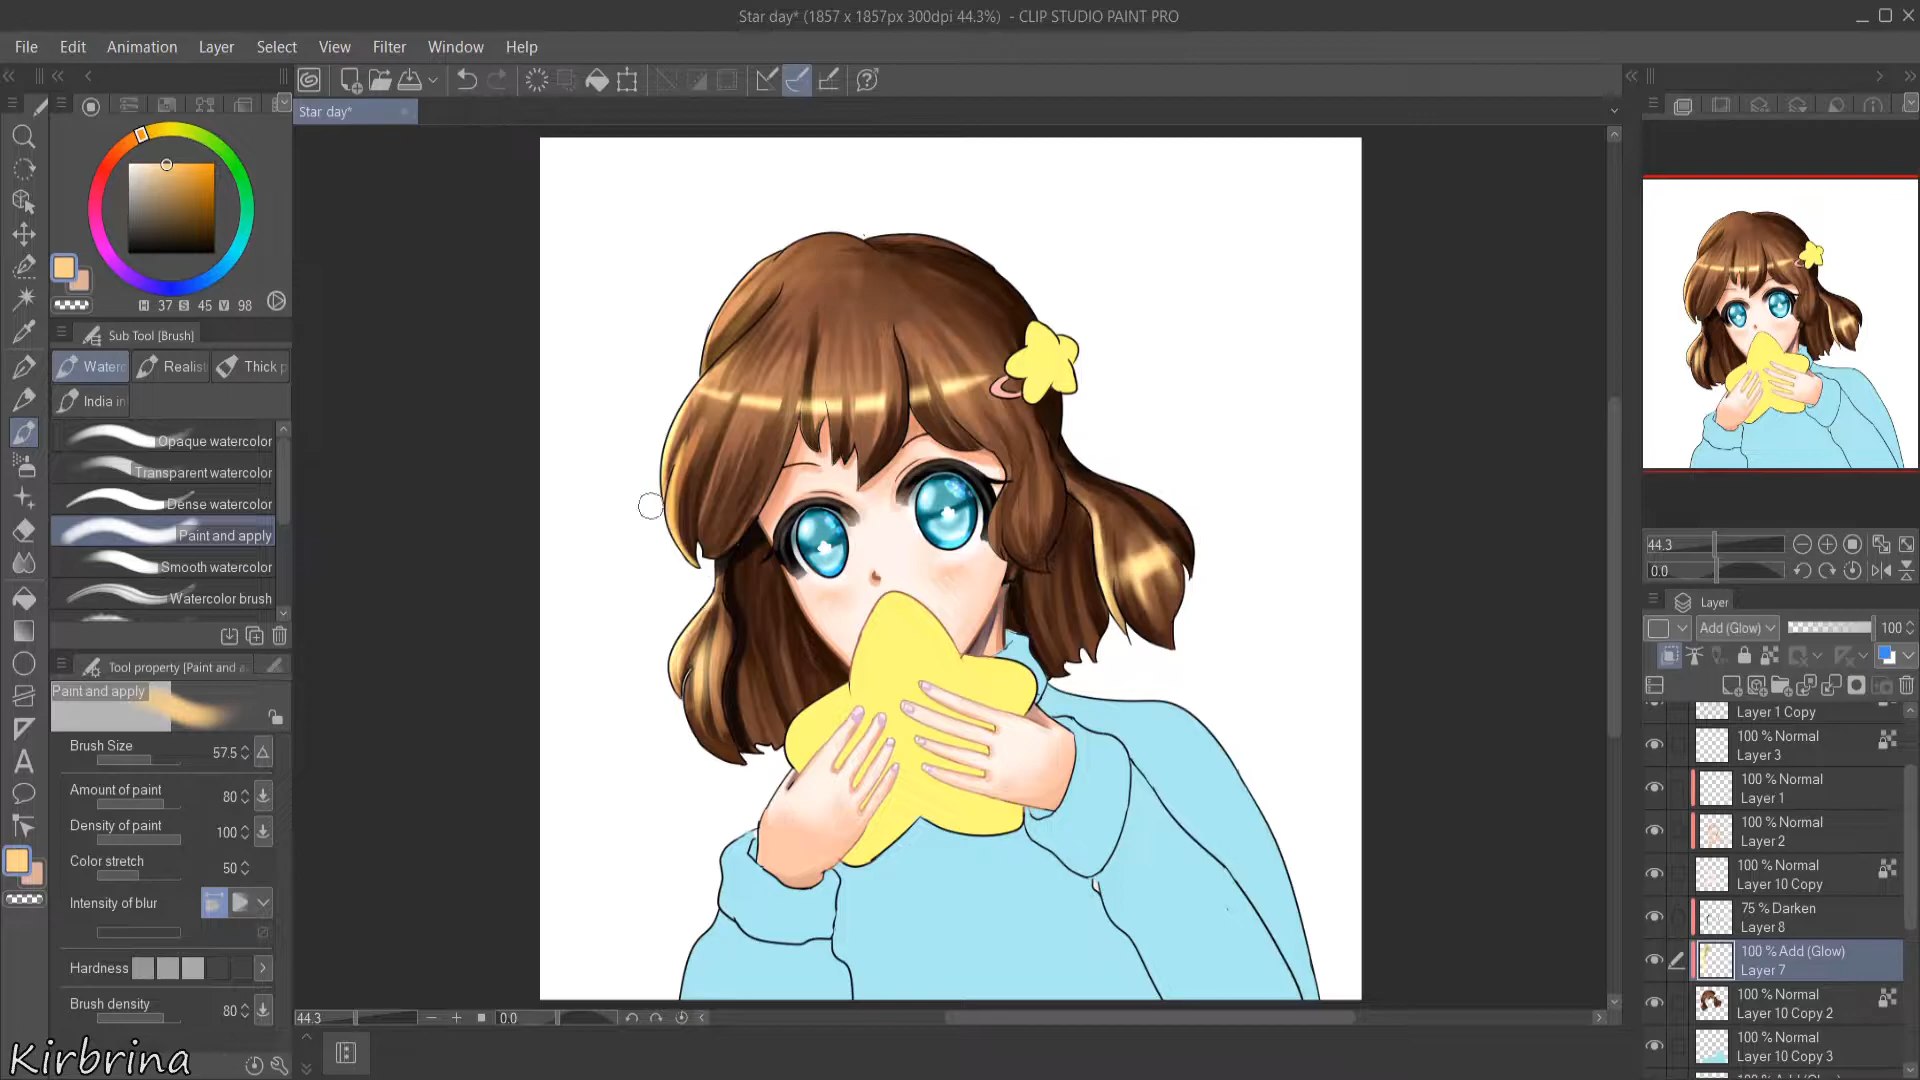 Star day* (1857 x 1857px 300dpi 44.3%) - CLIP STUDIO PAINT PRO
File Edit Animation Layer Select View Filter Window Help
Star day*
H 37 S 45 V 98
Sub Tool [Brush]
Waterc Realist Thick p
India in
Opaque watercolor
Transparent watercolor
Dense watercolor
Paint and apply
Smooth watercolor
Watercolor brush
Tool property [Paint and a
Paint and apply
Brush Size 57.5
Amount of paint 80
Density of paint 100
Color stretch 50
Intensity of blur
Hardness
Brush density 80
Kirbrina
44.3 0.0
44.3
0.0
Layer
Add (Glow) 100
Layer 1 Copy
100 % Normal
Layer 3
100 % Normal
Layer 1
100 % Normal
Layer 2
100 % Normal
Layer 10 Copy
75 % Darken
Layer 8
100 % Add (Glow)
Layer 7
100 % Normal
Layer 10 Copy 2
100 % Normal
Layer 10 Copy 3